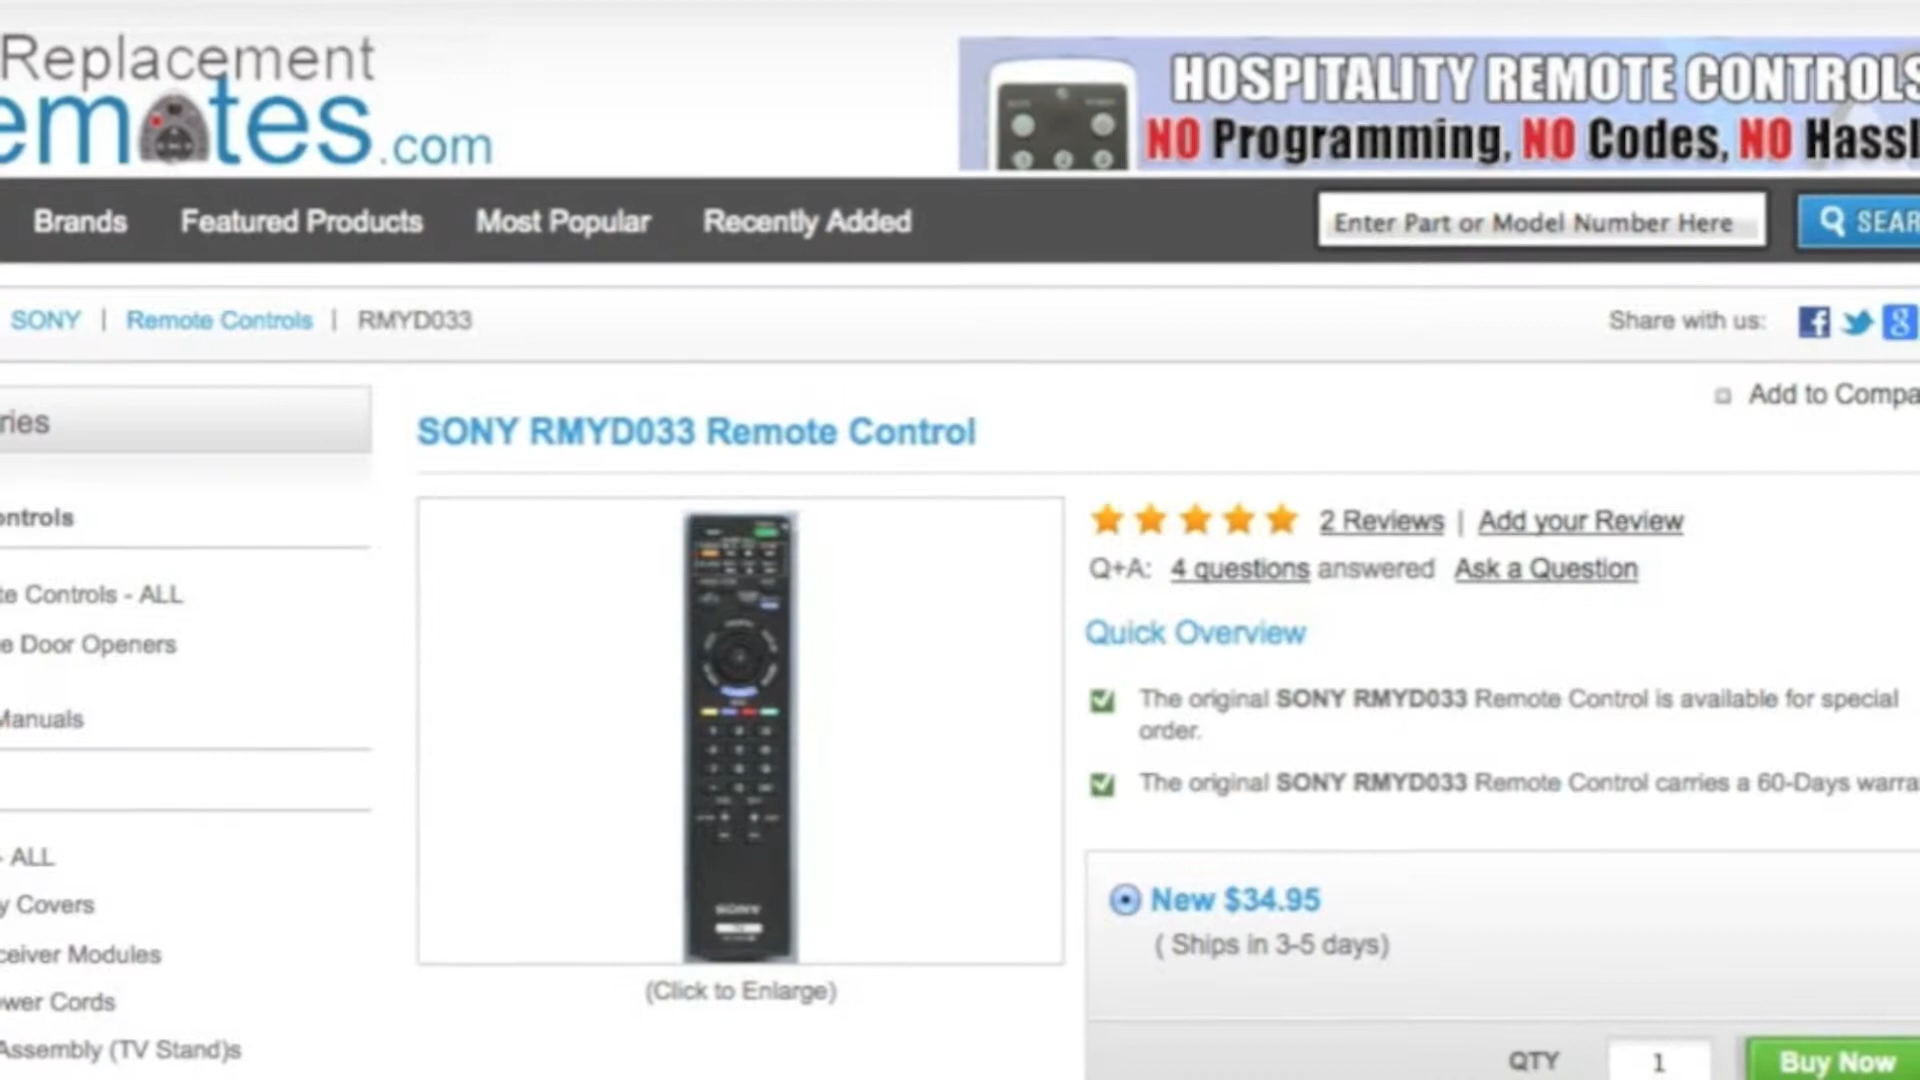 Replacement
emotes.com
HOSPITALITY REMOTE CONTROLS
NO Programming, NO Codes, NO Hassl
Brands Featured Products Most Popular Recently Added Enter Part or Model Number Here SEAR
SONY | Remote Controls | RMYD033 Share with us:
Add to Compa
ries
SONY RMYD033 Remote Control
ontrols
2 Reviews | Add your Review
Q+A: 4 questions answered Ask a Question
te Controls - ALL
e Door Openers
Quick Overview
Manuals
The original SONY RMYD033 Remote Control is available for special
order.
The original SONY RMYD033 Remote Control carries a 60-Days warra
- ALL
y Covers
ceiver Modules
ower Cords
Assembly (TV Stand)s
SONY
(Click to Enlarge)
New $34.95
( Ships in 3-5 days)
QTY 1 Buy Now